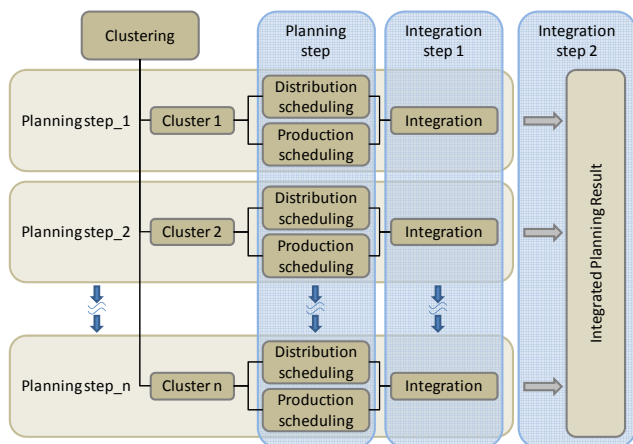 Clustering
Planning
step
Integration
step 1
Integration
step 2
Planning step_1
Cluster 1
Distribution
scheduling
Production
scheduling
Integration
Planning step_2
Cluster 2
Distribution
scheduling
Production
scheduling
Integration
Planning step_n
Cluster n
Distribution
scheduling
Production
scheduling
Integration
Integrated Planning Result